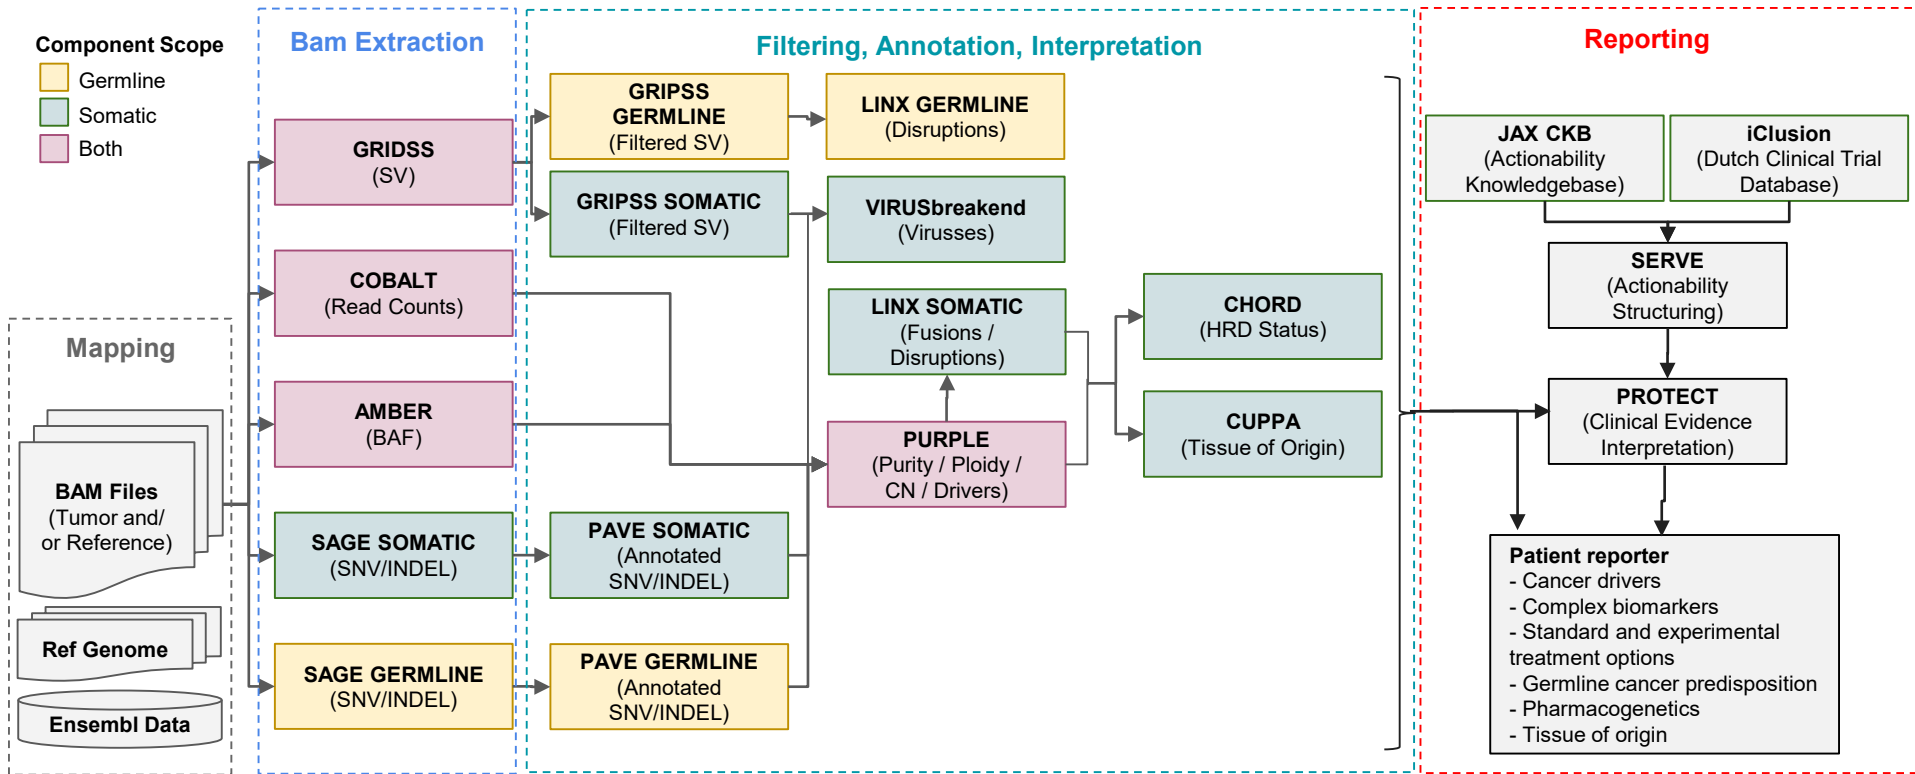 Component Scope
Germline
Somatic
Both
Mapping
BAM Files
(Tumor and/
or Reference)
Ref Genome
Ensembl Data
Bam Extraction
GRIDSS
(SV)
COBALT
(Read Counts)
AMBER
(BAF)
SAGE SOMATIC
(SNV/INDEL)
SAGE GERMLINE
(SNV/INDEL)
Filtering, Annotation, Interpretation
GRIPSS
GERMLINE
(Filtered SV)
GRIPSS SOMATIC
(Filtered SV)
PAVE SOMATIC
(Annotated
SNV/INDEL)
PAVE GERMLINE
(Annotated
SNV/INDEL)
LINX GERMLINE
(Disruptions)
VIRUSbreakend
(Virusses)
LINX SOMATIC
(Fusions /
Disruptions)
PURPLE
(Purity / Ploidy /
CN / Drivers)
CHORD
(HRD Status)
CUPPA
(Tissue of Origin)
Reporting
JAX CKB
(Actionability
Knowledgebase)
iClusion
(Dutch Clinical Trial
Database)
SERVE
(Actionability
Structuring)
PROTECT
(Clinical Evidence
Interpretation)
Patient reporter
- Cancer drivers
- Complex biomarkers
- Standard and experimental
treatment options
- Germline cancer predisposition
- Pharmacogenetics
- Tissue of origin